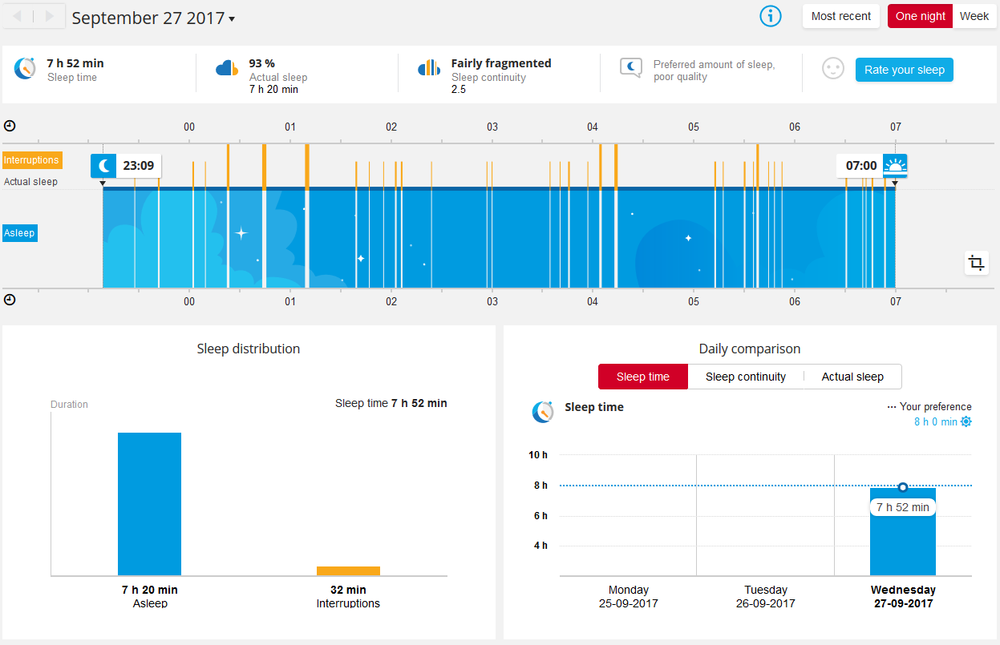 September 27 2017
Most recent
One night
Week
7 h 52 min
Sleep time
93 %
Actual sleep
7 h 20 min
Fairly fragmented
Sleep continuity
2.5
Preferred amount of sleep,
poor quality
Rate your sleep
00 01 02 03 04 05 06 07
Interruptions
Actual sleep
23:09
07:00
Asleep
00 01 02 03 04 05 06 07
Sleep distribution
Duration
Sleep time 7 h 52 min
7 h 20 min
Asleep
32 min
Interruptions
Daily comparison
Sleep time
Sleep continuity
Actual sleep
Sleep time
··· Your preference
8 h 0 min
10 h
8 h
6 h
4 h
7 h 52 min
Monday
25-09-2017
Tuesday
26-09-2017
Wednesday
27-09-2017